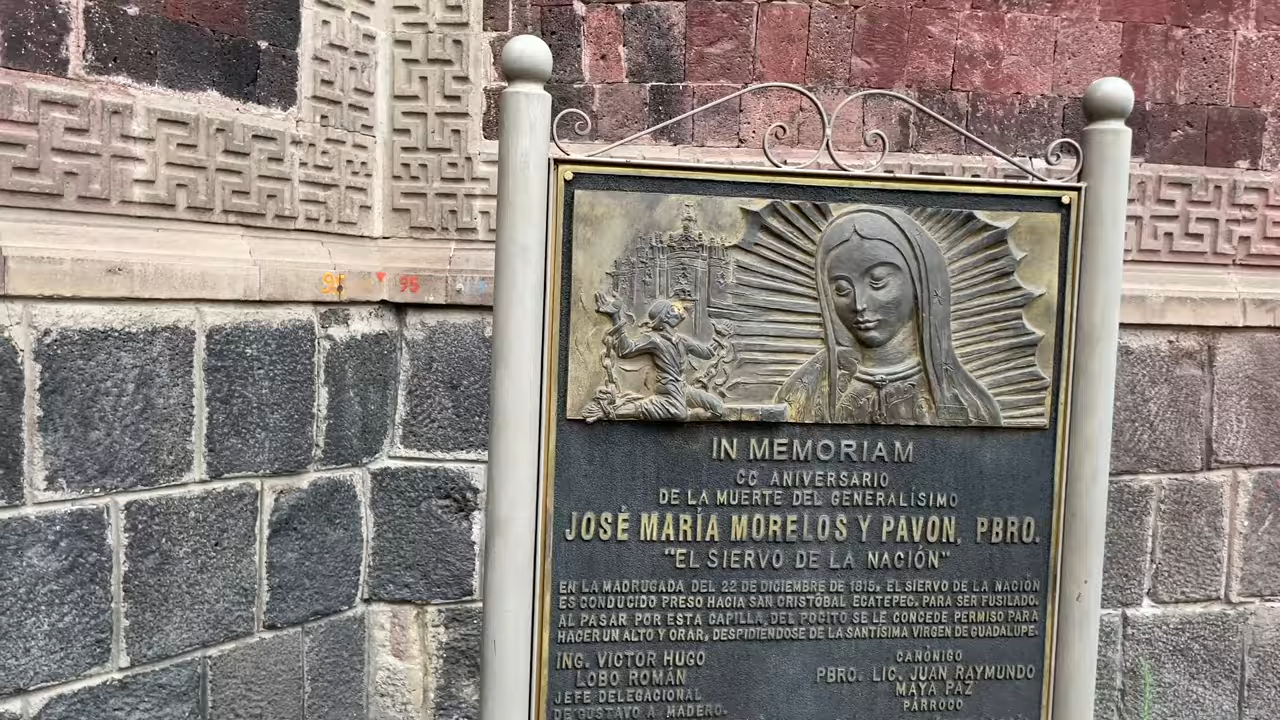 95
95
IN MEMORIAM
CC ANIVERSARIO
DE LA MUERTE DEL GENERALÍSIMO
JOSÉ MARÍA MORELOS Y PAVON, PBRO.
"EL SIERVO DE LA NACIÓN"
EN LA MADRUGADA DEL 22 DE DICIEMBRE DE 1815, EL SIERVO DE LA NACIÓN
ES CONDUCIDO PRESO HACIA SAN CRISTÓBAL ECATEPEC, PARA SER FUSILADO.
AL PASAR POR ESTA CAPILLA, DEL POCITO SE LE CONCEDE PERMISO PARA
HACER UN ALTO Y ORAR, DESPIDIENDOSE DE LA SANTÍSIMA VIRGEN DE GUADALUPE.
ING. VICTOR HUGO
LOBO ROMÁN
JEFE DELEGACIONAL
DE GUSTAVO A. MADERO.
CANÓNIGO
PBRO. LIC. JUAN RAYMUNDO
MAYA PAZ
PÁRROCO